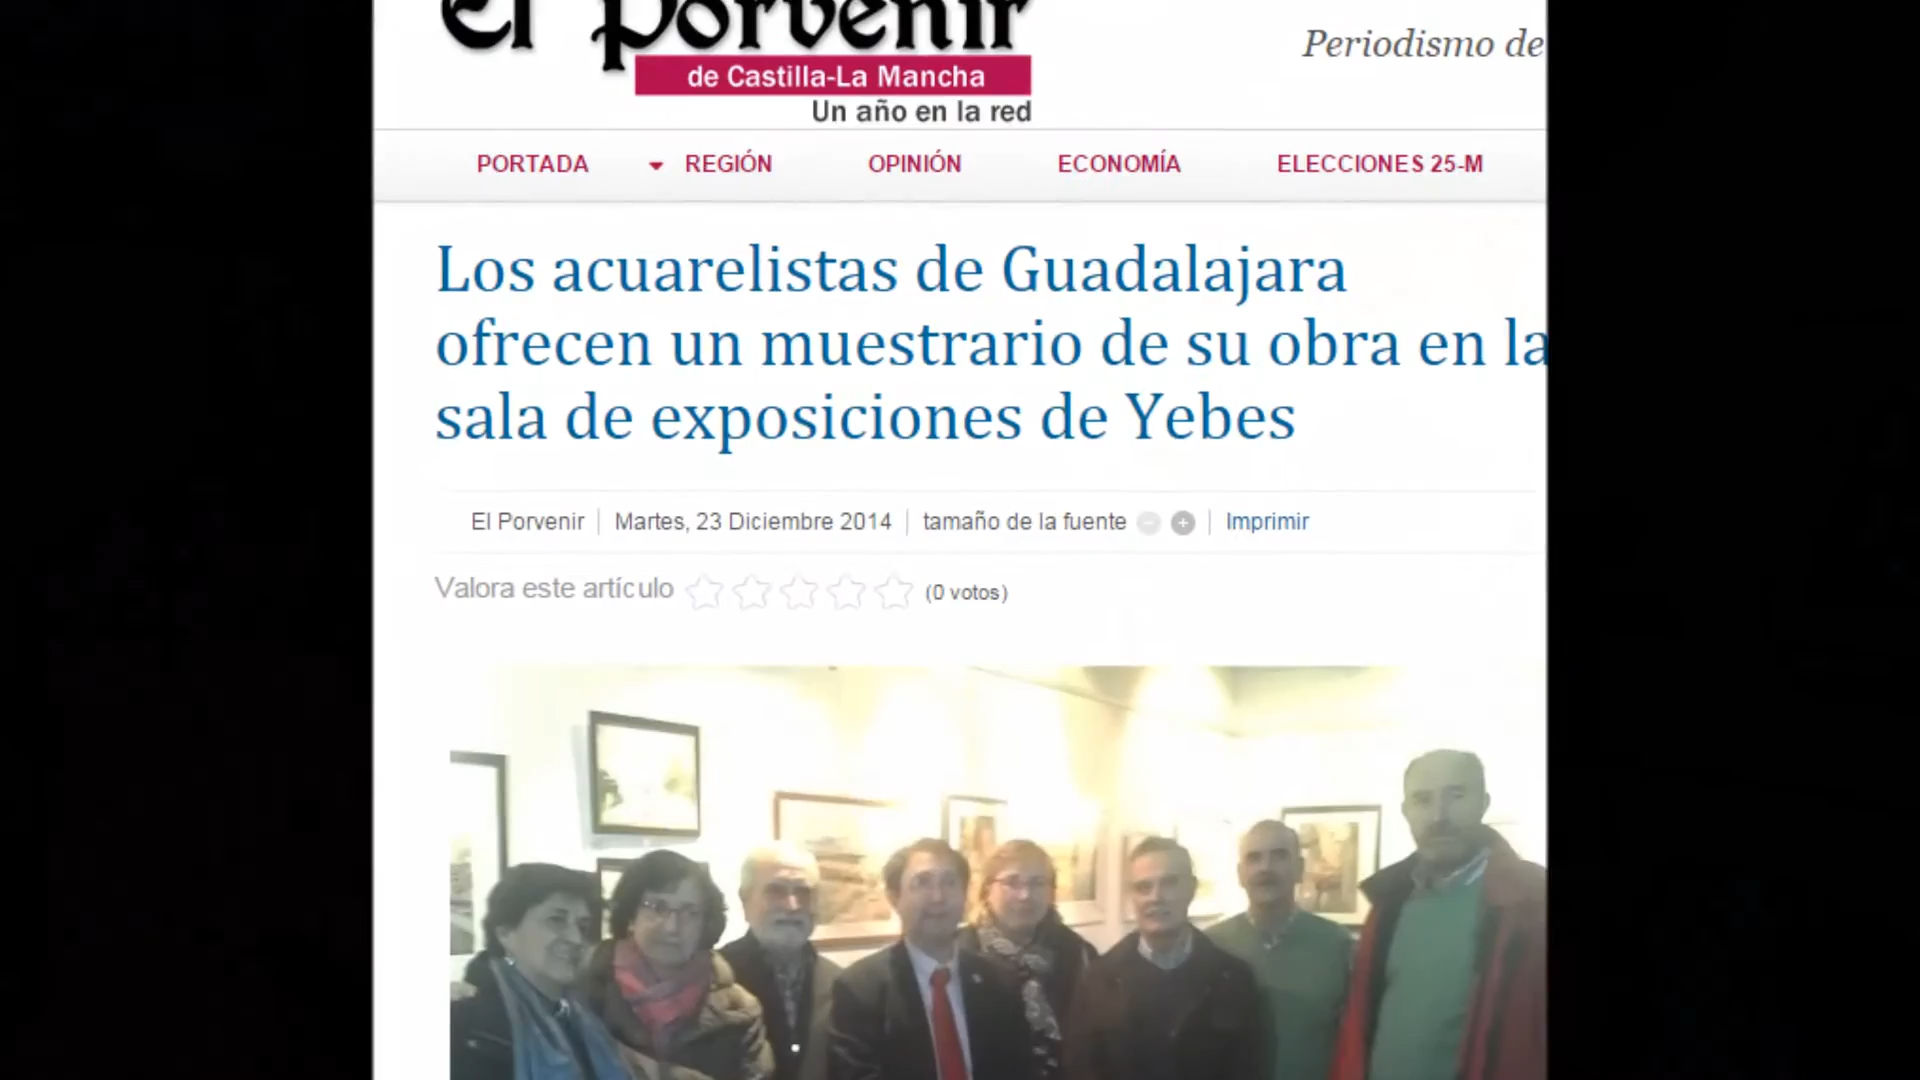 El Porvenir
de Castilla-La Mancha
Un año en la red
Periodismo de
PORTADA REGIÓN OPINIÓN ECONOMÍA ELECCIONES 25-M
Los acuarelistas de Guadalajara
ofrecen un muestrario de su obra en la
sala de exposiciones de Yebes
El Porvenir Martes, 23 Diciembre 2014 tamaño de la fuente Imprimir
Valora este artículo (0 votos)